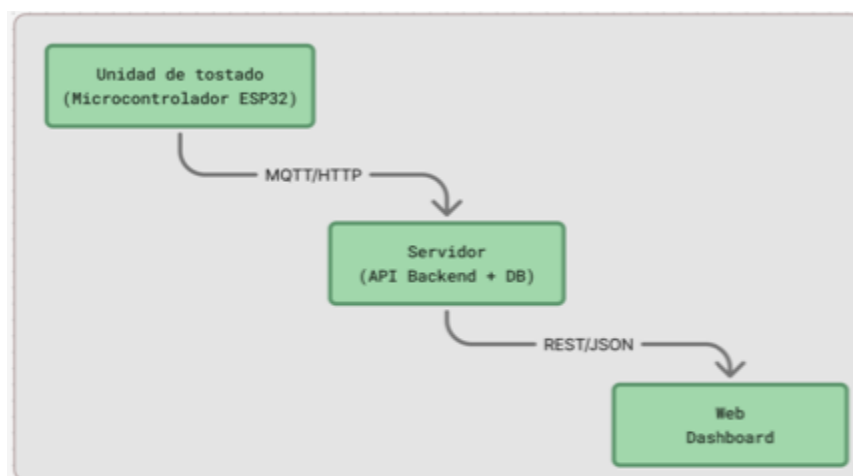 Unidad de tostado
(Microcontrolador ESP32)
MQTT/HTTP
Servidor
(API Backend + DB)
REST/JSON
Web
Dashboard